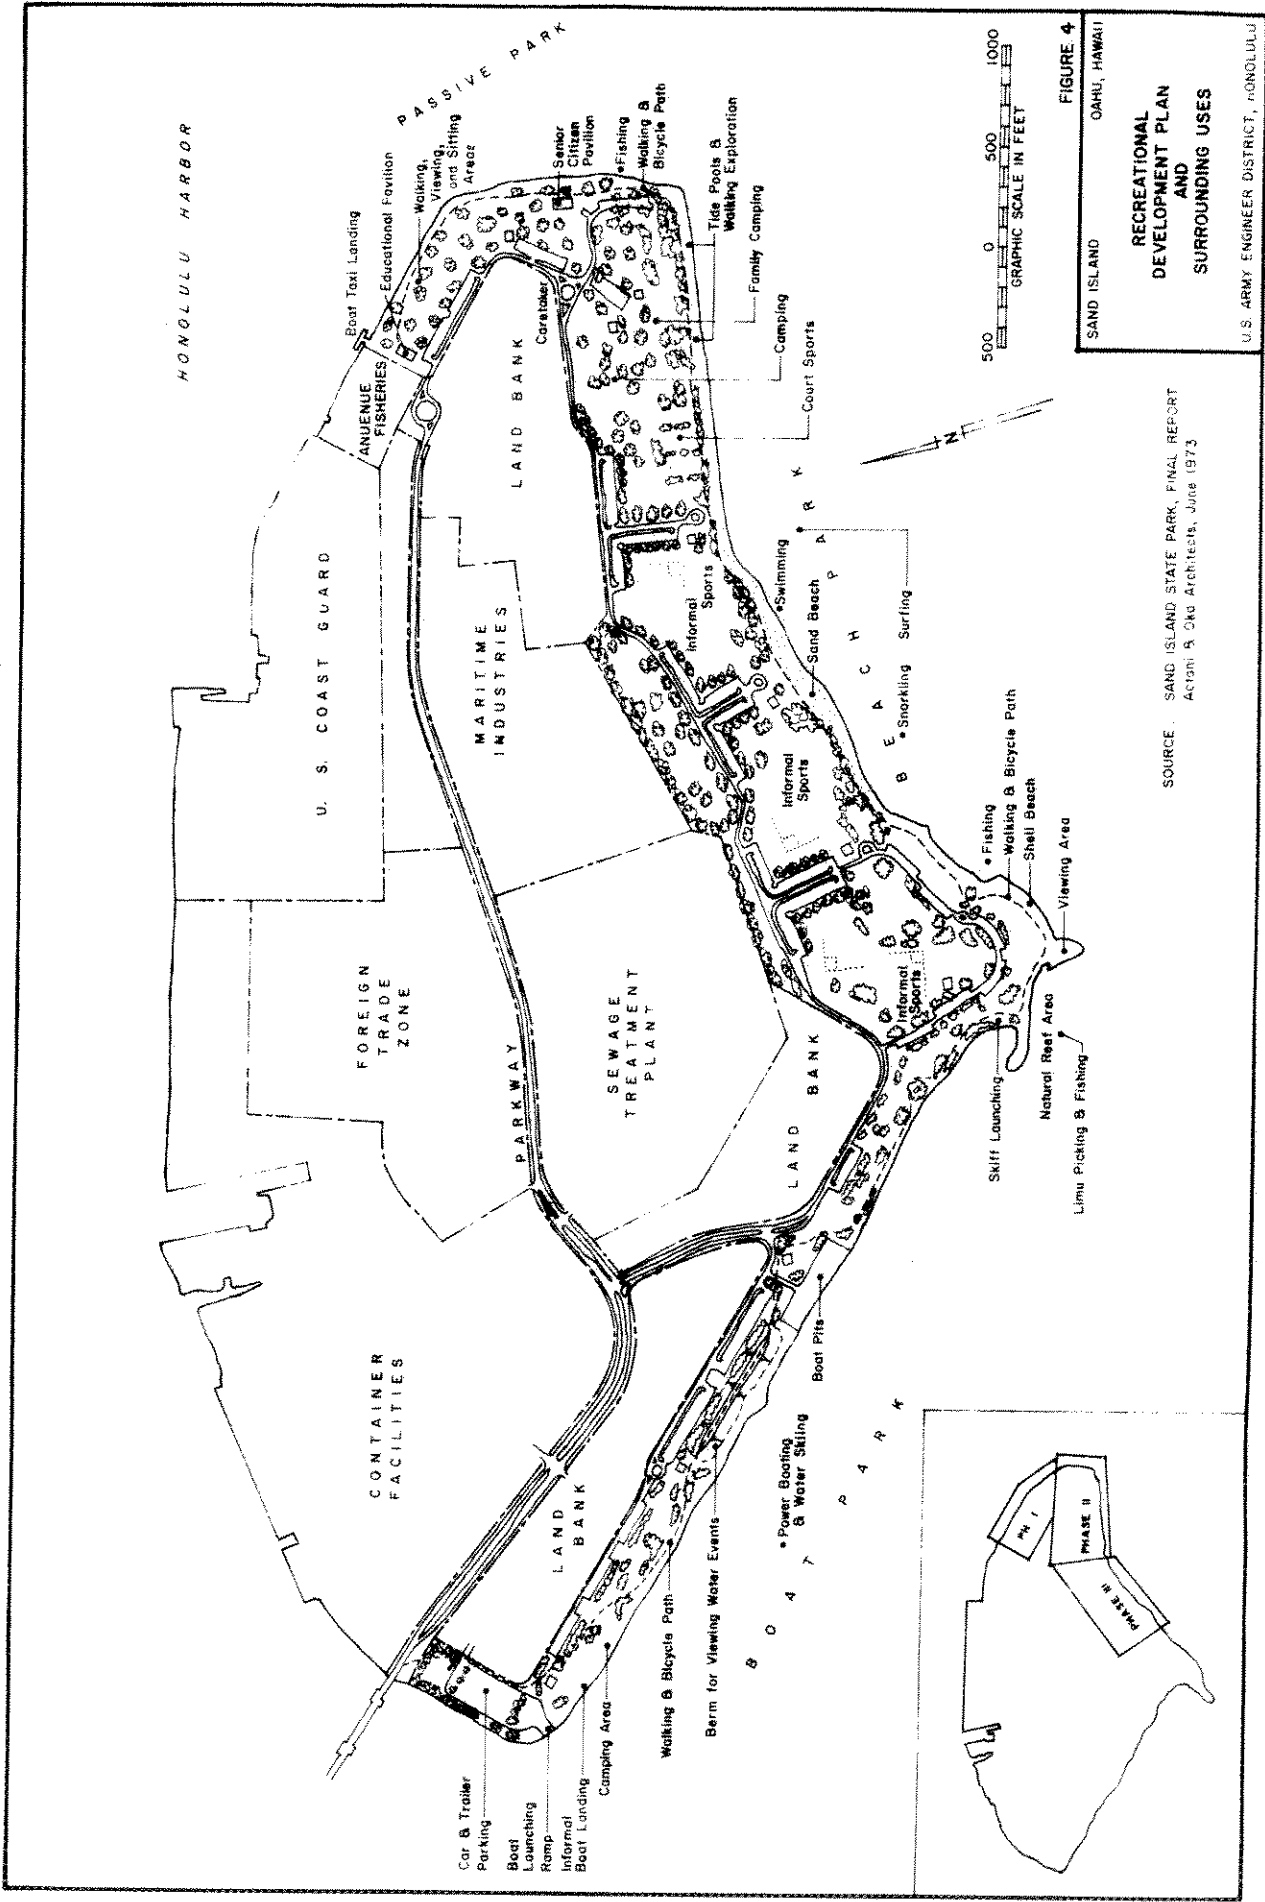 HONOLULU HARBOR
PASSIVE PARK
Boat Taxi Landing
Educational Pavilion
Walking,
Viewing,
and Sitting
Areas
Senior
Citizen
Pavilion
Fishing
Walking &
Bicycle Path
Tide Pools &
Walking Exploration
Family Camping
Camping
Court Sports
Caretaker
ANUENUE
FISHERIES
LAND BANK
U. S. COAST GUARD
MARITIME
INDUSTRIES
Informal
Sports
Swimming
Sand Beach
Surfing
Snorkling
BEACH PARK
Informal
Sports
Fishing
Walking & Bicycle Path
Shell Beach
Viewing Area
Informal
Sports
Natural Reef Area
Limu Picking & Fishing
Skiff Launching
FOREIGN
TRADE
ZONE
PARKWAY
SEWAGE
TREATMENT
PLANT
LAND BANK
CONTAINER
FACILITIES
LAND
BANK
Boat Pits
Power Boating
& Water Skiing
BOAT PARK
Berm for Viewing Water Events
Walking & Bicycle Path
Camping Area
Informal
Boat Landing
Boat
Launching
Ramp
Car & Trailer
Parking
N
PH I
PHASE II
PHASE III
SOURCE: SAND ISLAND STATE PARK, FINAL REPORT
Architects, June 1973
500 0 500 1000
GRAPHIC SCALE IN FEET
FIGURE 4
SAND ISLAND OAHU, HAWAII
RECREATIONAL
DEVELOPMENT PLAN
AND
SURROUNDING USES
U.S. ARMY ENGINEER DISTRICT, HONOLULU